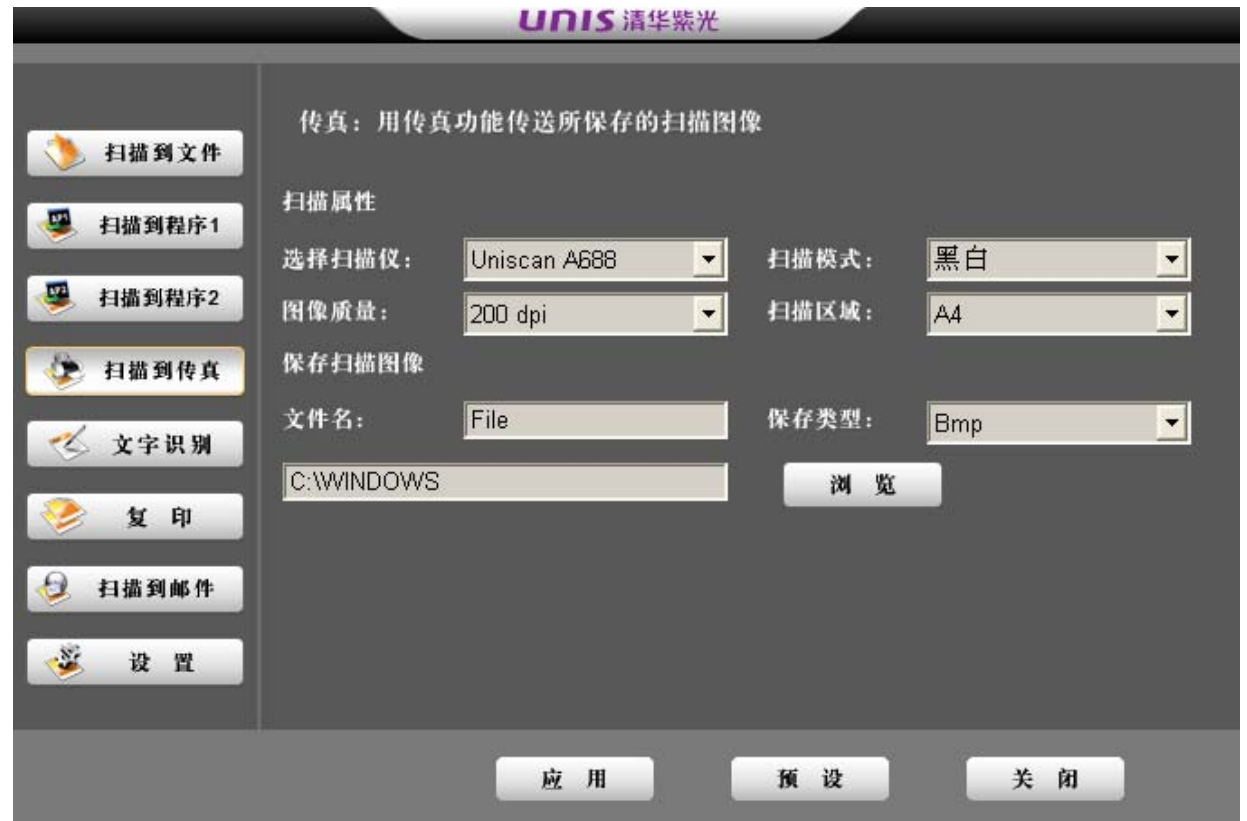 UNIS 清华紫光
扫描到文件
扫描到程序1
扫描到程序2
扫描到传真
文字识别
复 印
扫描到邮件
设 置
传真：用传真功能传送所保存的扫描图像
扫描属性
选择扫描仪： Uniscan A688 扫描模式： 黑白
图像质量： 200 dpi 扫描区域： A4
保存扫描图像
文件名： File 保存类型： Bmp
C:\WINDOWS 浏 览
应 用 预 设 关 闭